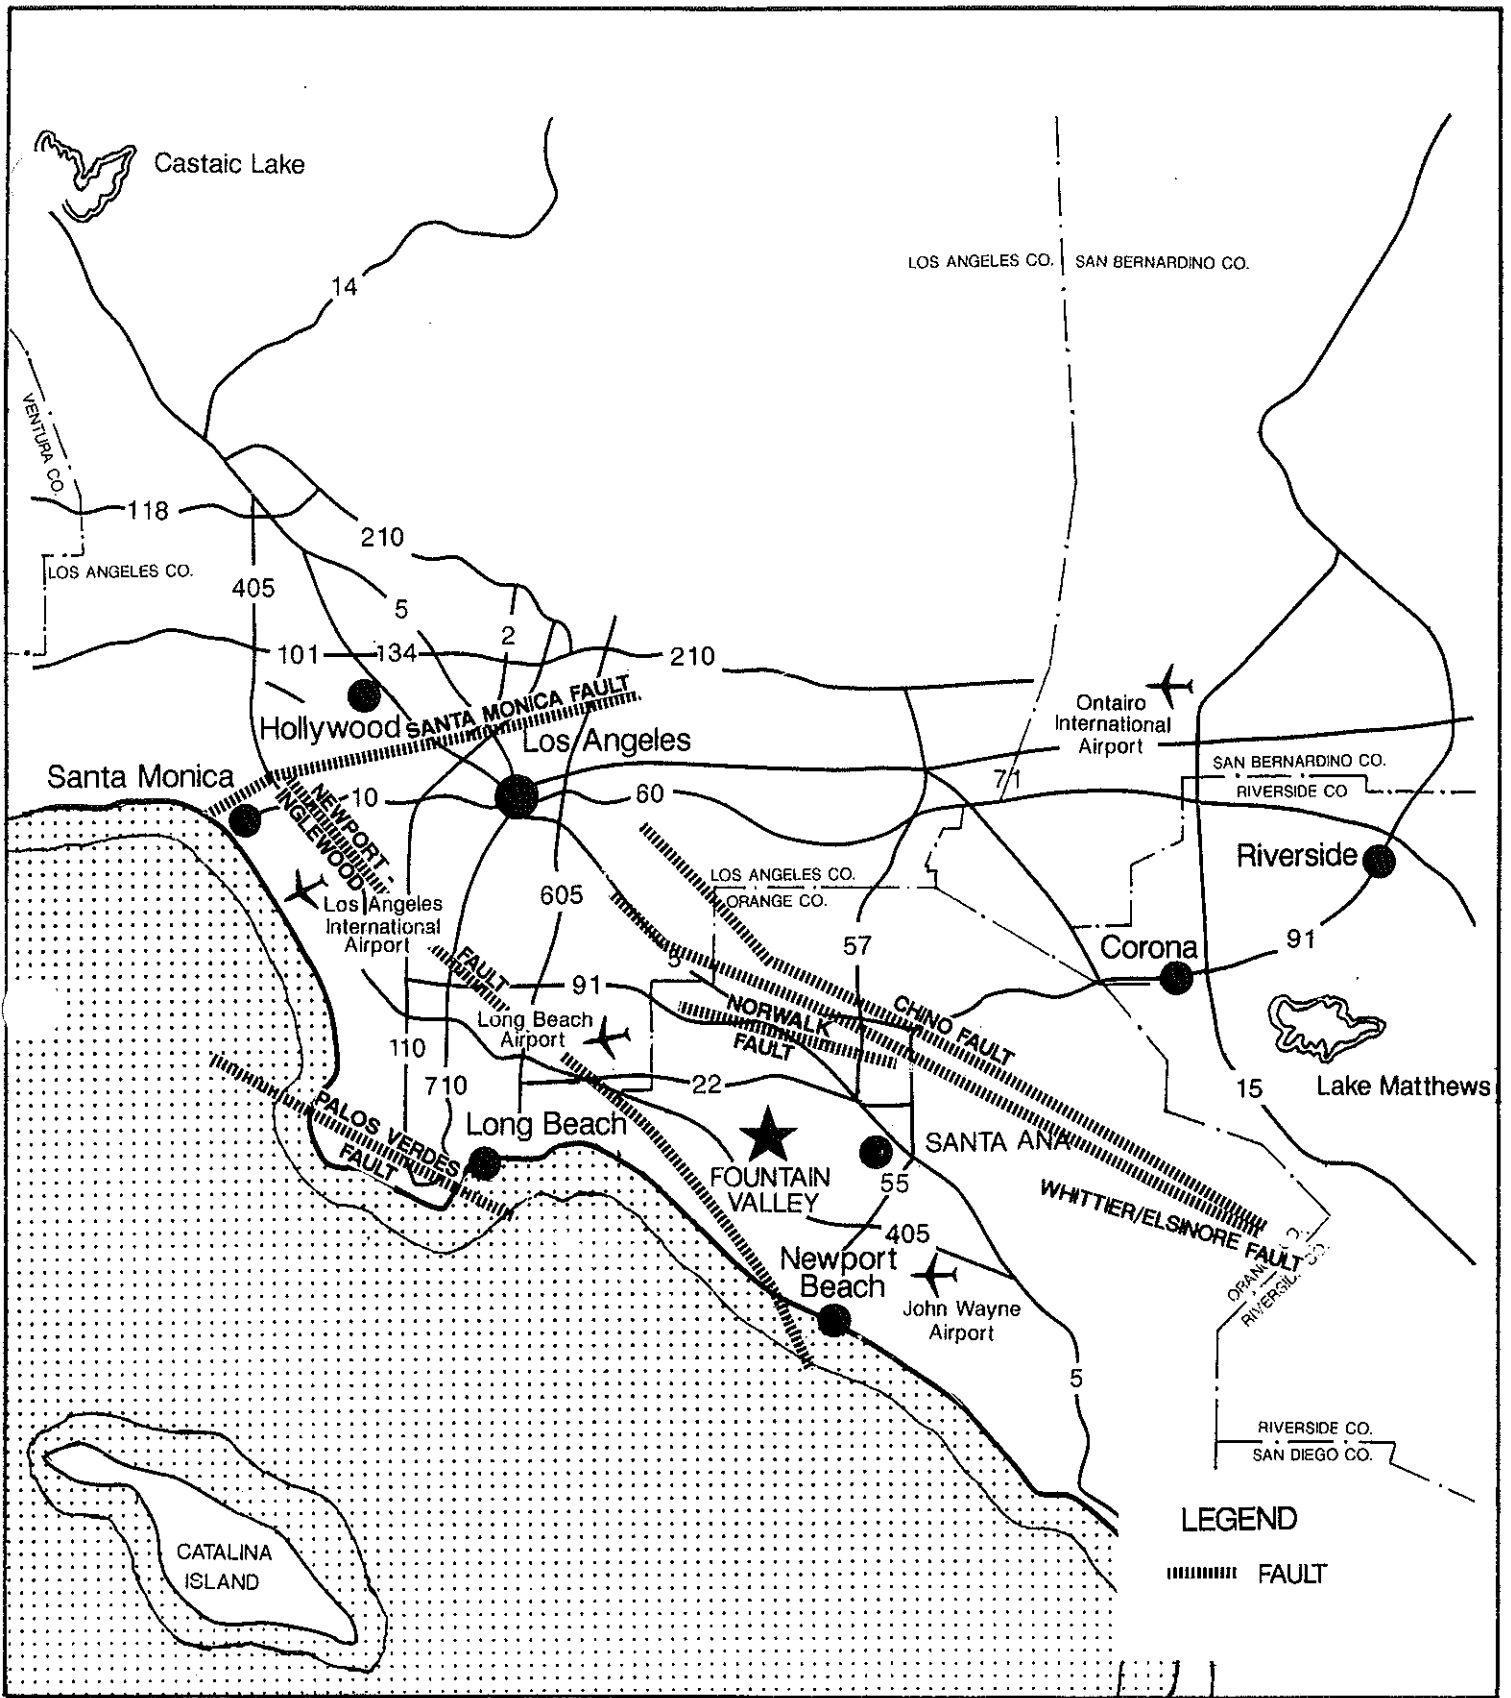 Castaic Lake
LOS ANGELES CO.
SAN BERNARDINO CO.
14
VENTURA CO.
118
210
LOS ANGELES CO.
405
5
2
101
134
210
Hollywood
SANTA MONICA FAULT
Ontairo
International
Airport
Los Angeles
Santa Monica
71
SAN BERNARDINO CO.
RIVERSIDE CO
10
60
NEWPORT -
INGLEWOOD
Riverside
LOS ANGELES CO.
ORANGE CO.
605
Los Angeles
International
Airport
57
Corona
91
FAULT
5
91
NORWALK
FAULT
CHINO FAULT
Long Beach
Airport
110
710
22
15
Lake Matthews
PALOS VERDES
FAULT
Long Beach
SANTA ANA
FOUNTAIN
VALLEY
55
WHITTIER/ELSINORE FAULT
405
Newport
Beach
John Wayne
Airport
5
RIVERSIDE CO.
SAN DIEGO CO.
CATALINA
ISLAND
LEGEND
FAULT